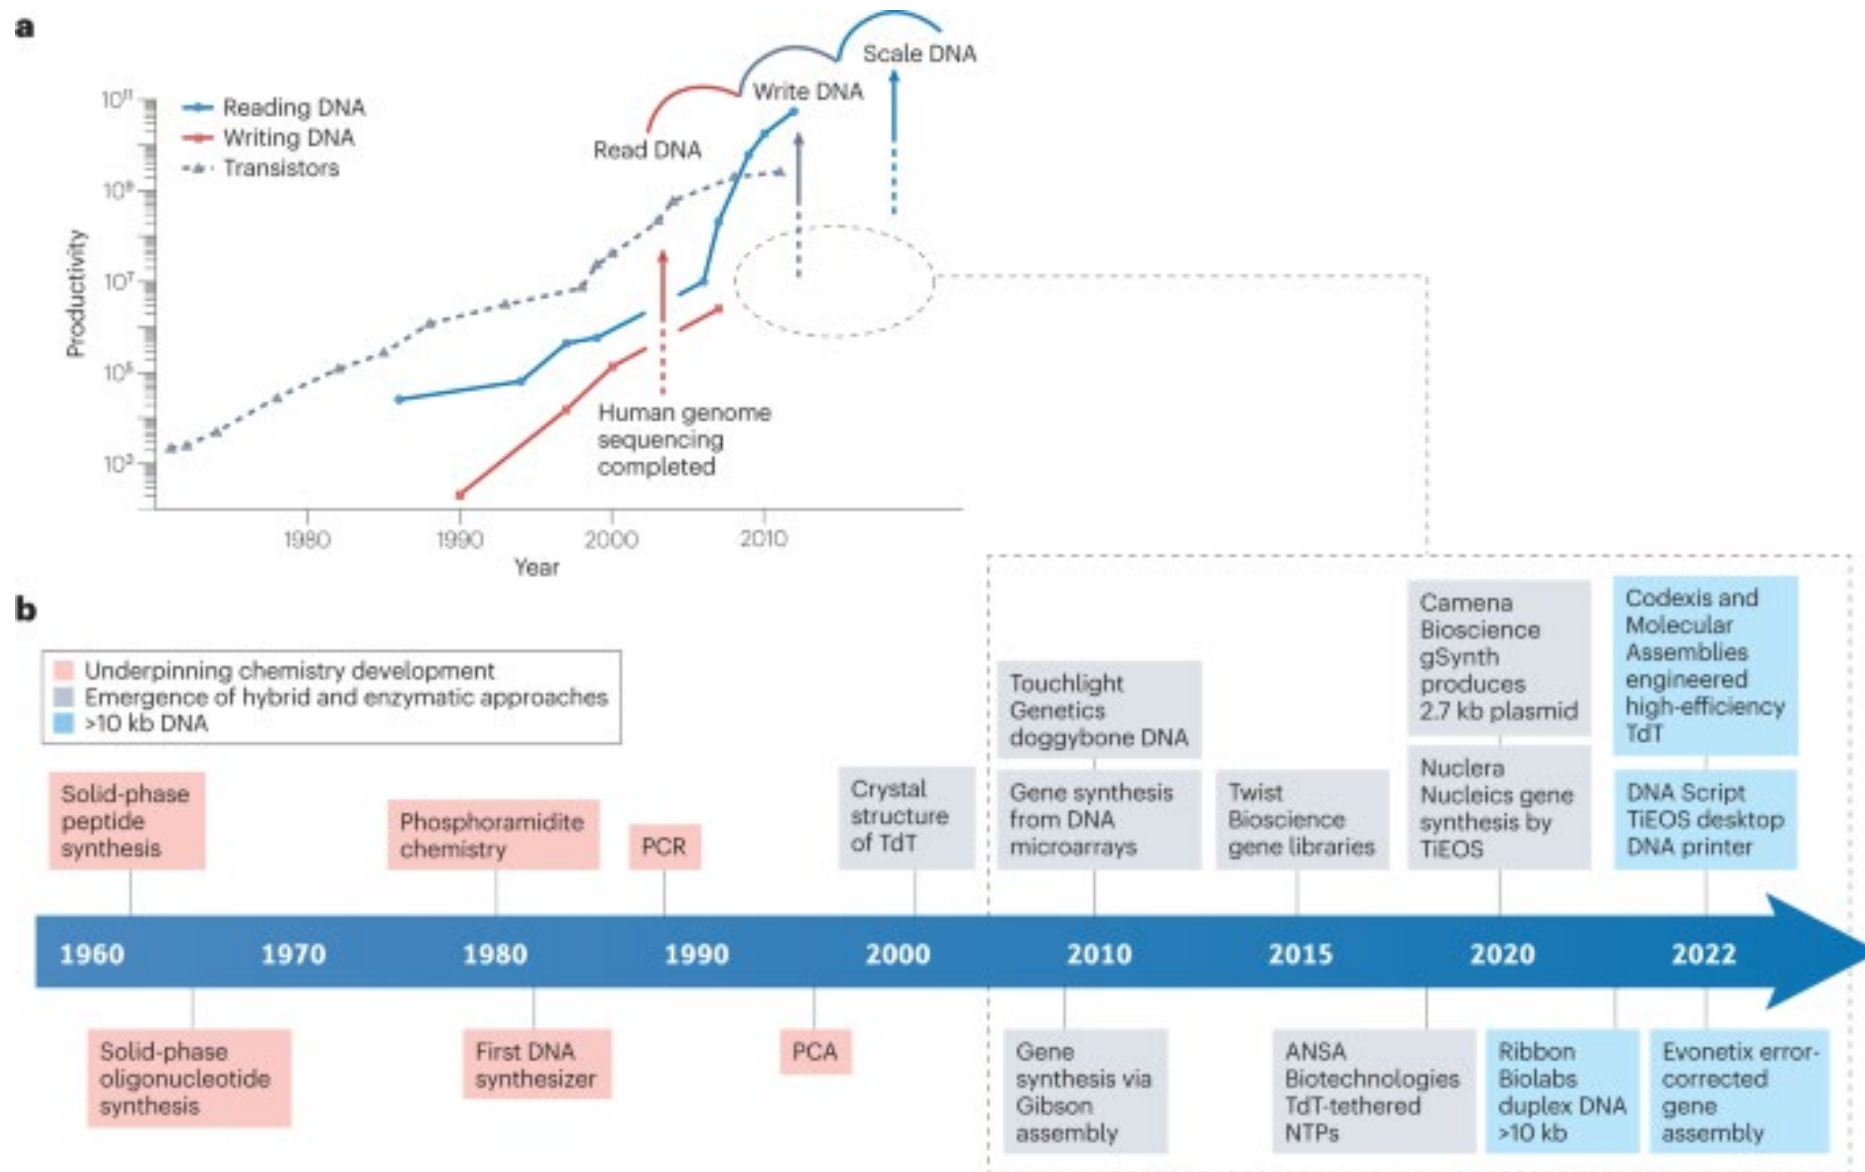 a
Scale DNA
Write DNA
Read DNA
Reading DNA
Writing DNA
Transistors
10¹¹
10⁹
10⁷
10⁵
10³
Productivity
Human genome
sequencing
completed
1980
1990
2000
2010
Year
b
Underpinning chemistry development
Emergence of hybrid and enzymatic approaches
>10 kb DNA
Solid-phase
peptide
synthesis
Phosphoramidite
chemistry
PCR
Crystal
structure
of TdT
Touchlight
Genetics
doggybone DNA
Gene synthesis
from DNA
microarrays
Twist
Bioscience
gene libraries
Camena
Bioscience
gSynth
produces
2.7 kb plasmid
Nuclera
Nucleics gene
synthesis by
TiEOS
Codexis and
Molecular
Assemblies
engineered
high-efficiency
TdT
DNA Script
TiEOS desktop
DNA printer
1960
1970
1980
1990
2000
2010
2015
2020
2022
Solid-phase
oligonucleotide
synthesis
First DNA
synthesizer
PCA
Gene
synthesis via
Gibson
assembly
ANSA
Biotechnologies
TdT-tethered
NTPs
Ribbon
Biolabs
duplex DNA
>10 kb
Evonetix error-
corrected
gene
assembly